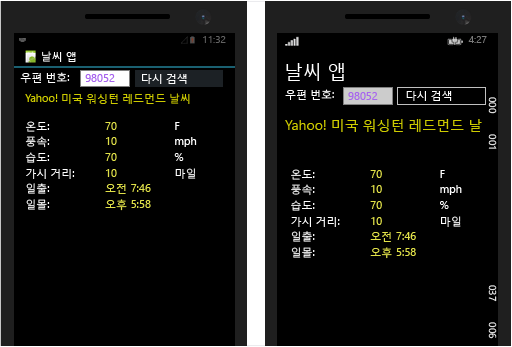 11:32
날씨 앱
우편 번호: 98052 다시 검색
Yahoo! 미국 워싱턴 레드먼드 날씨
온도: 70 F
풍속: 10 mph
습도: 70 %
가시 거리: 10 마일
일출: 오전 7:46
일몰: 오후 5:58
4:27
날씨 앱
우편 번호: 98052 다시 검색
Yahoo! 미국 워싱턴 레드먼드 날
온도: 70 F
풍속: 10 mph
습도: 70 %
가시 거리: 10 마일
일출: 오전 7:46
일몰: 오후 5:58
000
001
037
006